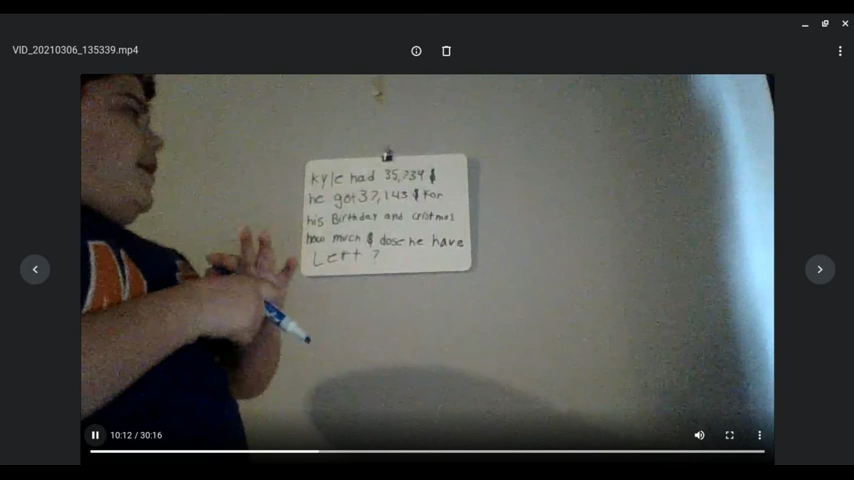 VID_20210306_135339.mp4
Kyle had 35,734 $
he got 37,143 $ For
his Birthday and cristmas
how much $ dose he have
Left ?
10:12 / 30:16